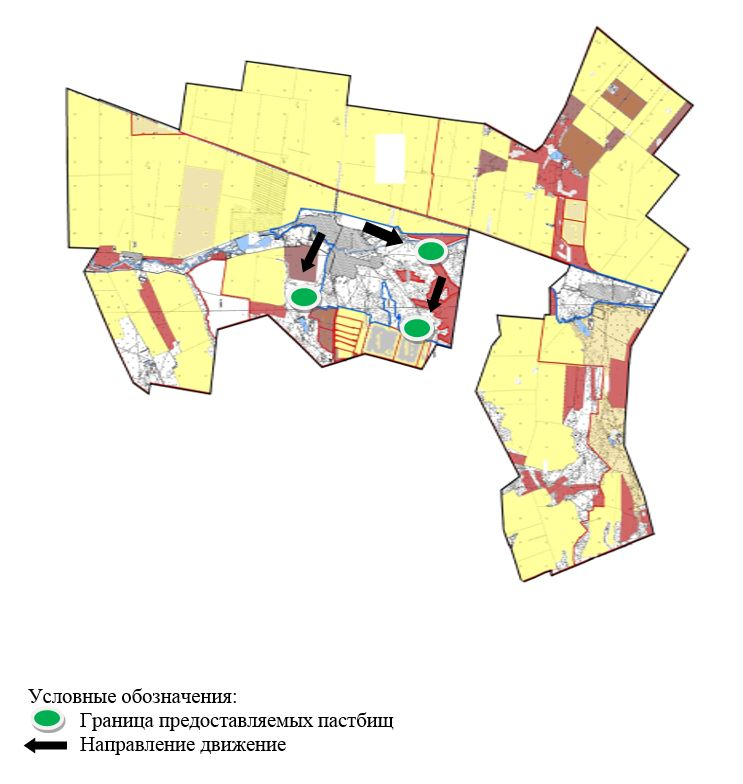 Условные обозначения:
Граница предоставляемых пастбищ
Направление движение